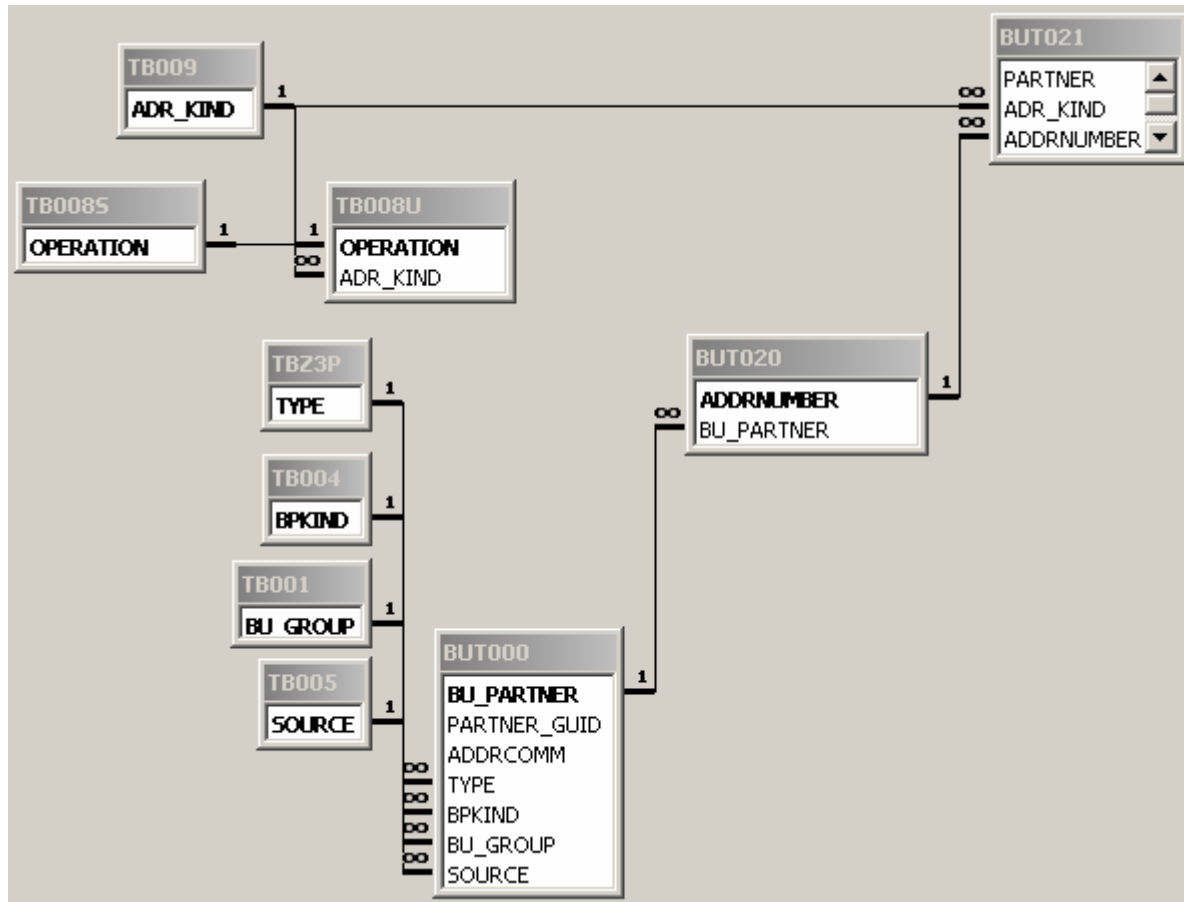 TB009
ADR_KIND
1
BUT021
PARTNER
ADR_KIND
ADDRNUMBER
∞
∞
TB008S
OPERATION
1
1
TB008U
OPERATION
ADR_KIND
∞
TBZ3P
TYPE
1
TB004
BPKIND
1
TB001
BU_GROUP
1
TB005
SOURCE
1
BUT020
ADDRNUMBER
BU_PARTNER
1
∞
BUT000
BU_PARTNER
PARTNER_GUID
ADDRCOMM
TYPE
BPKIND
BU_GROUP
SOURCE
1
∞
∞
∞
∞